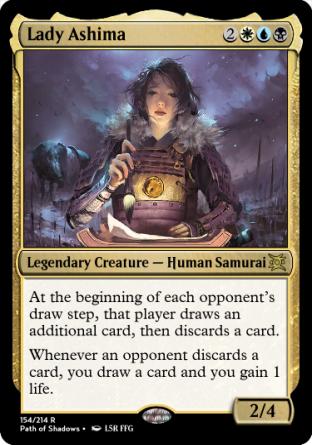 Lady Ashima 2
Legendary Creature — Human Samurai
At the beginning of each opponent's
draw step, that player draws an
additional card, then discards a card.
Whenever an opponent discards a
card, you draw a card and you gain 1
life.
2/4
154/214 R
Path of Shadows • LSR FFG